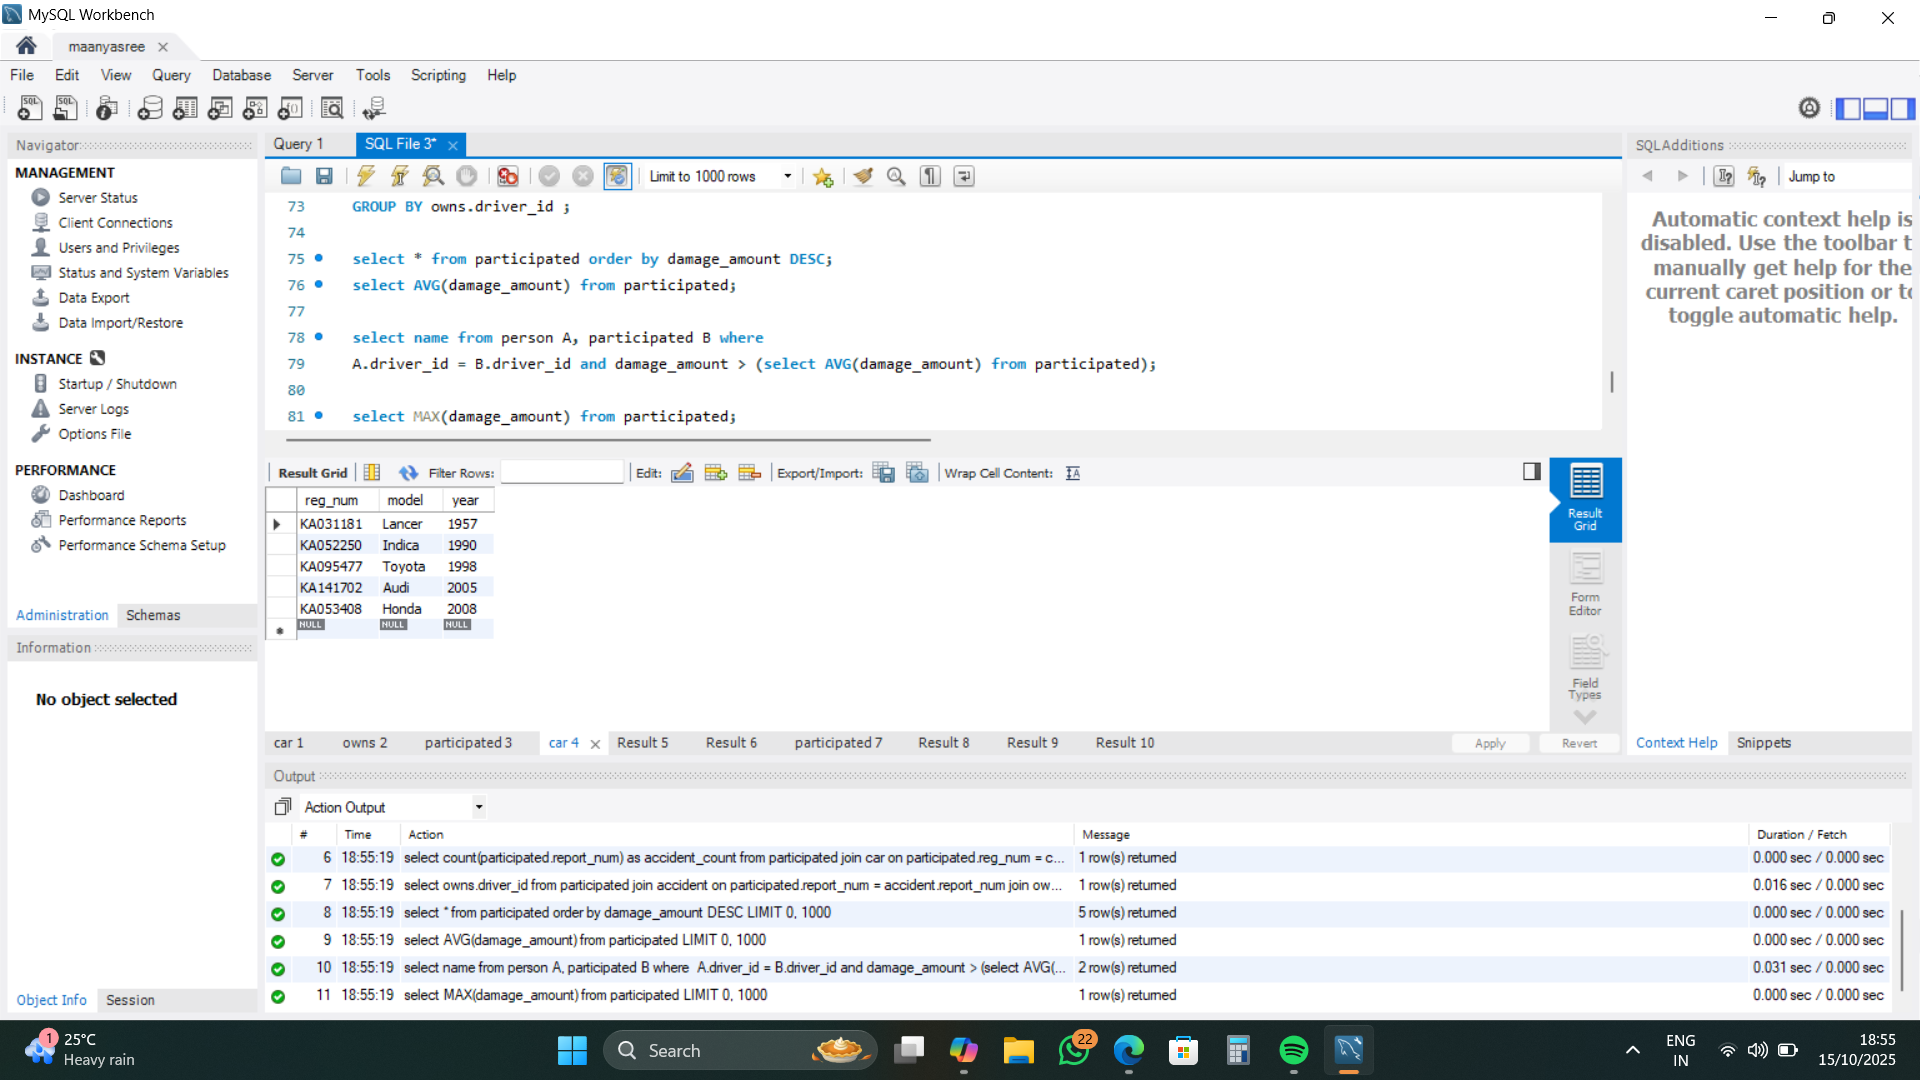 MySQL Workbench
maanyasree
File Edit View Query Database Server Tools Scripting Help
Navigator
MANAGEMENT
Server Status
Client Connections
Users and Privileges
Status and System Variables
Data Export
Data Import/Restore
INSTANCE
Startup / Shutdown
Server Logs
Options File
PERFORMANCE
Dashboard
Performance Reports
Performance Schema Setup
Administration Schemas
Information
No object selected
Object Info Session
Query 1 SQL File 3*
Limit to 1000 rows
73 GROUP BY owns.driver_id ;
74
75 select * from participated order by damage_amount DESC;
76 select AVG(damage_amount) from participated;
77
78 select name from person A, participated B where
79 A.driver_id = B.driver_id and damage_amount > (select AVG(damage_amount) from participated);
80
81 select MAX(damage_amount) from participated;
Result Grid Filter Rows: Edit: Export/Import: Wrap Cell Content:
reg_num model year
KA031181 Lancer 1957
KA052250 Indica 1990
KA095477 Toyota 1998
KA141702 Audi 2005
KA053408 Honda 2008
NULL NULL NULL
Result
Grid
Form
Editor
Field
Types
car 1 owns 2 participated 3 car 4 Result 5 Result 6 participated 7 Result 8 Result 9 Result 10 Apply Revert
SQLAdditions
Jump to
Automatic context help is
disabled. Use the toolbar t
manually get help for the
current caret position or to
toggle automatic help.
Context Help Snippets
Output
Action Output
# Time Action Message Duration / Fetch
6 18:55:19 select count(participated.report_num) as accident_count from participated join car on participated.reg_num = c... 1 row(s) returned 0.000 sec / 0.000 sec
7 18:55:19 select owns.driver_id from participated join accident on participated.report_num = accident.report_num join ow... 1 row(s) returned 0.016 sec / 0.000 sec
8 18:55:19 select * from participated order by damage_amount DESC LIMIT 0, 1000 5 row(s) returned 0.000 sec / 0.000 sec
9 18:55:19 select AVG(damage_amount) from participated LIMIT 0, 1000 1 row(s) returned 0.000 sec / 0.000 sec
10 18:55:19 select name from person A, participated B where A.driver_id = B.driver_id and damage_amount > (select AVG(... 2 row(s) returned 0.031 sec / 0.000 sec
11 18:55:19 select MAX(damage_amount) from participated LIMIT 0, 1000 1 row(s) returned 0.000 sec / 0.000 sec
1
25°C
Heavy rain
Search
22
ENG
IN
18:55
15/10/2025